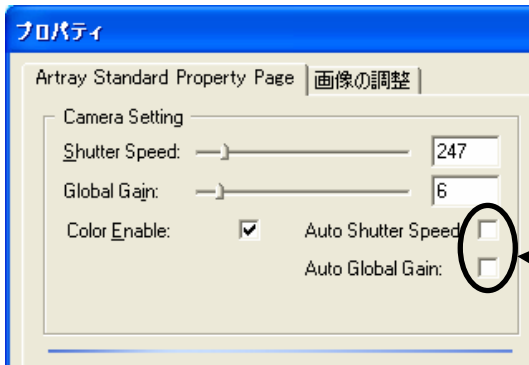 プロパティ
Artray Standard Property Page 画像の調整
Camera Setting
Shutter Speed: 247
Global Gain: 6
Color Enable: Auto Shutter Speed
Auto Global Gain: